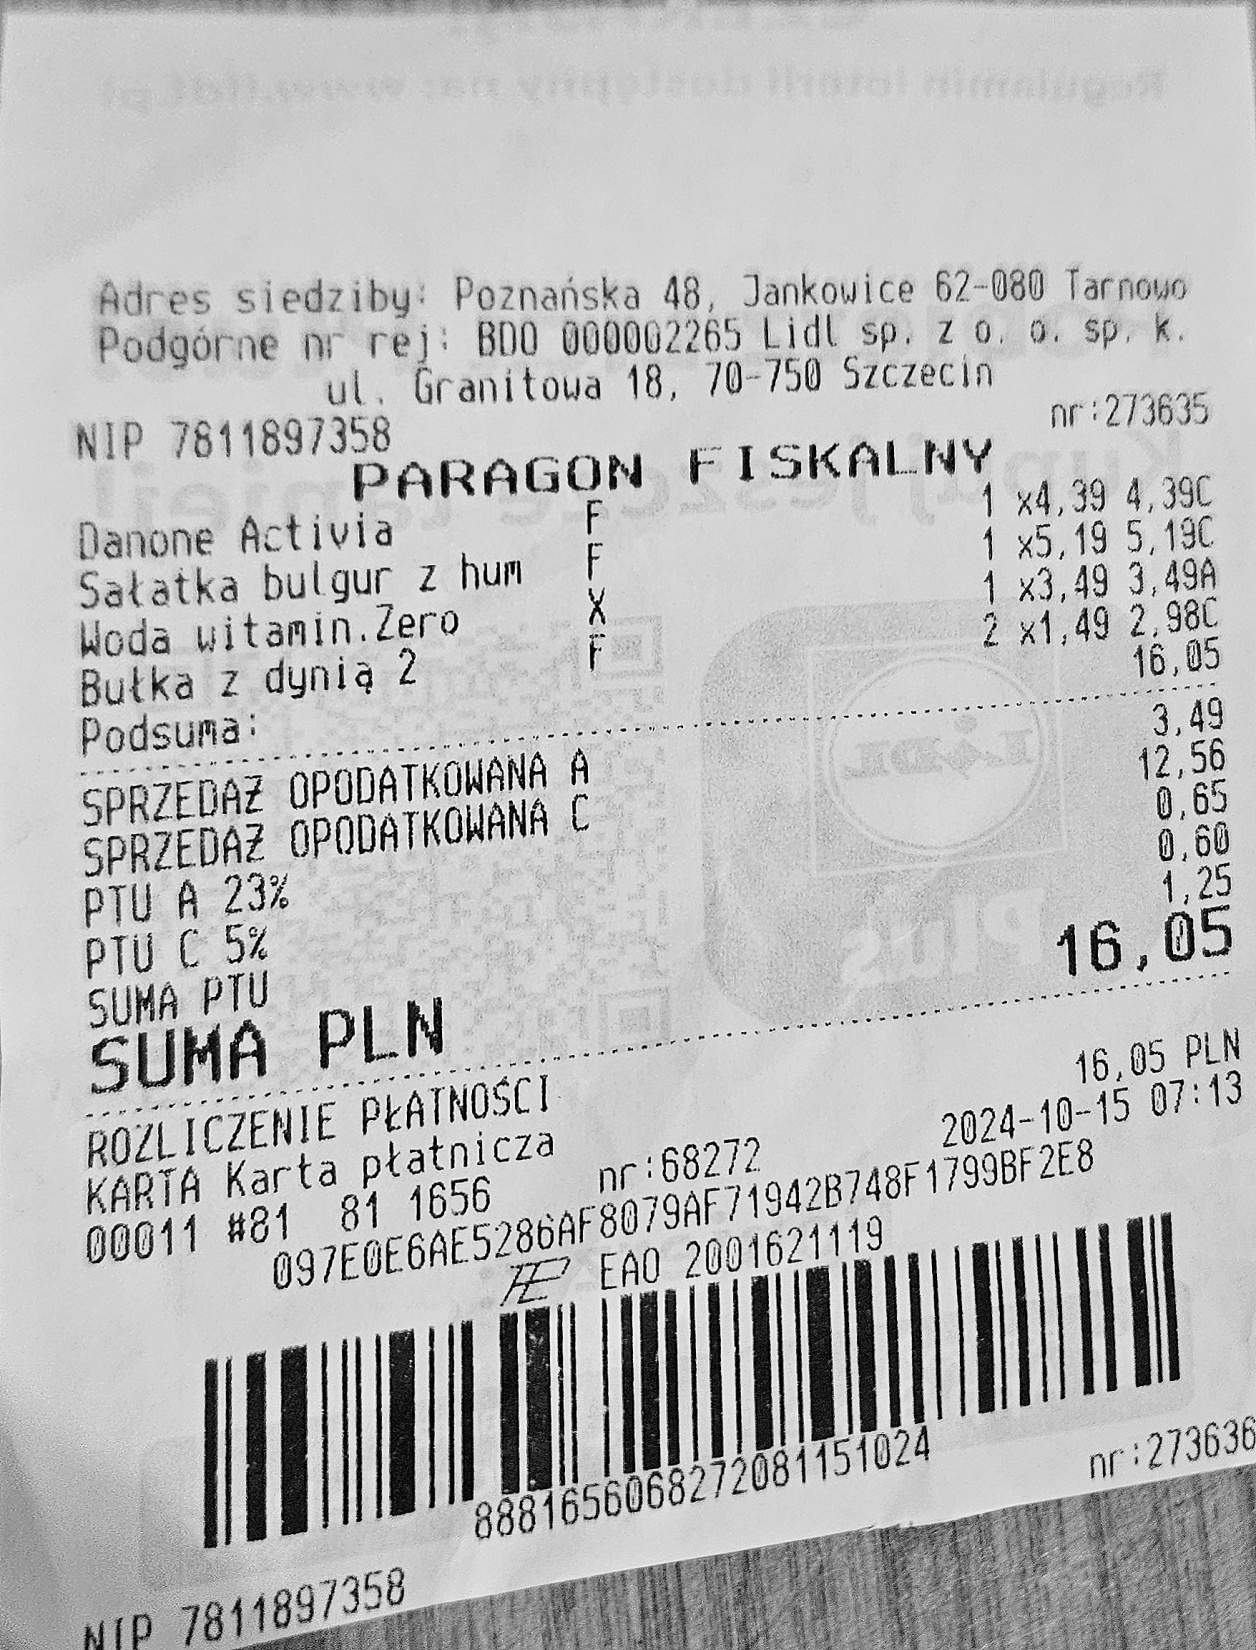 Regulamin loterii dostępny na: www.lidl.pl
Adres siedziby: Poznańska 48, Jankowice 62-080 Tarnowo
Podgórne nr rej: BDO 000002265 Lidl sp. z o. o. sp. k.
ul. Granitowa 18, 70-750 Szczecin
NIP 7811897358 nr:273635
PARAGON FISKALNY
Danone Activia F 1 x4,39 4,39C
Sałatka bulgur z hum F 1 x5,19 5,19C
Woda witamin.Zero X 1 x3,49 3,49A
Bułka z dynią 2 F 2 x1,49 2,98C
Podsuma: 16,05
SPRZEDAŻ OPODATKOWANA A 3,49
SPRZEDAŻ OPODATKOWANA C 12,56
PTU A 23% 0,65
PTU C 5% 0,60
SUMA PTU 1,25
SUMA PLN 16,05
LIDL
Plus
ROZLICZENIE PŁATNOŚCI
KARTA Karta płatnicza 16,05 PLN
00011 #81 81 1656 nr:68272 2024-10-15 07:13
097E0E6AE5286AF8079AF71942B748F1799BF2E8
EAO 2001621119
8881656068272081151024
NIP 7811897358 nr:273636